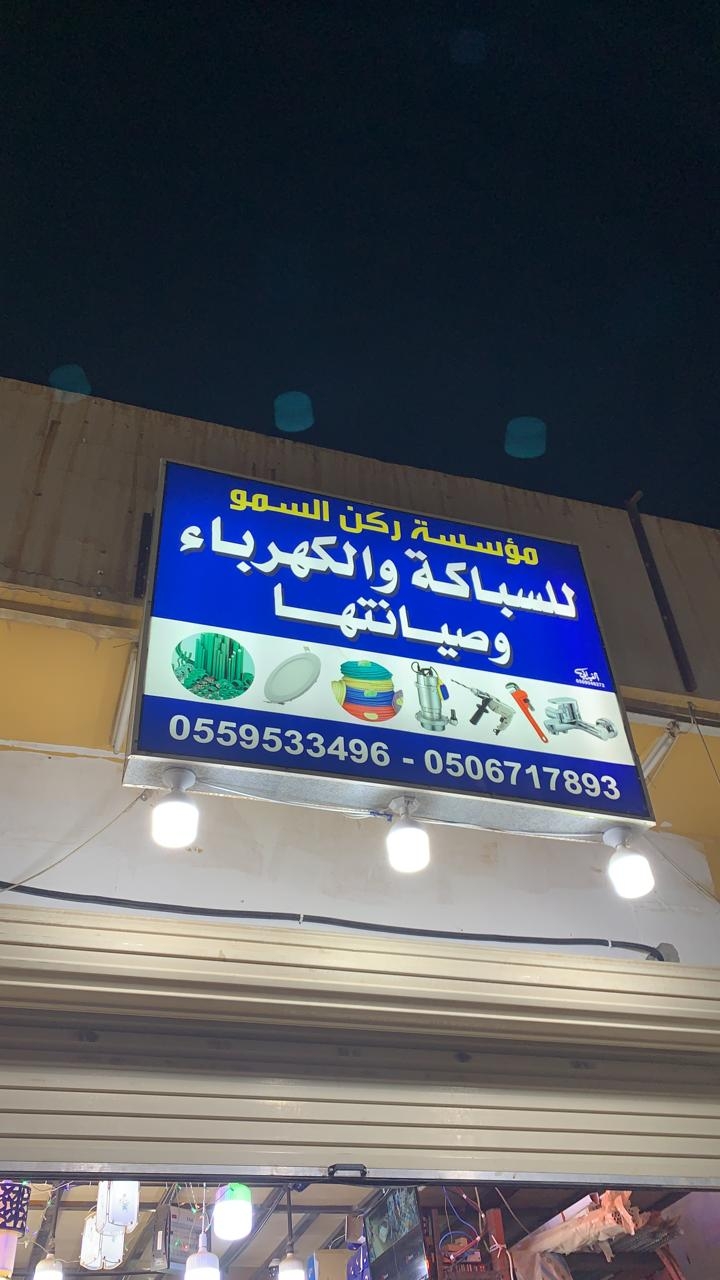 مؤسسة ركن السمو
للسباكة والكهرباء
وصيانتها
0559533496 - 0506717893